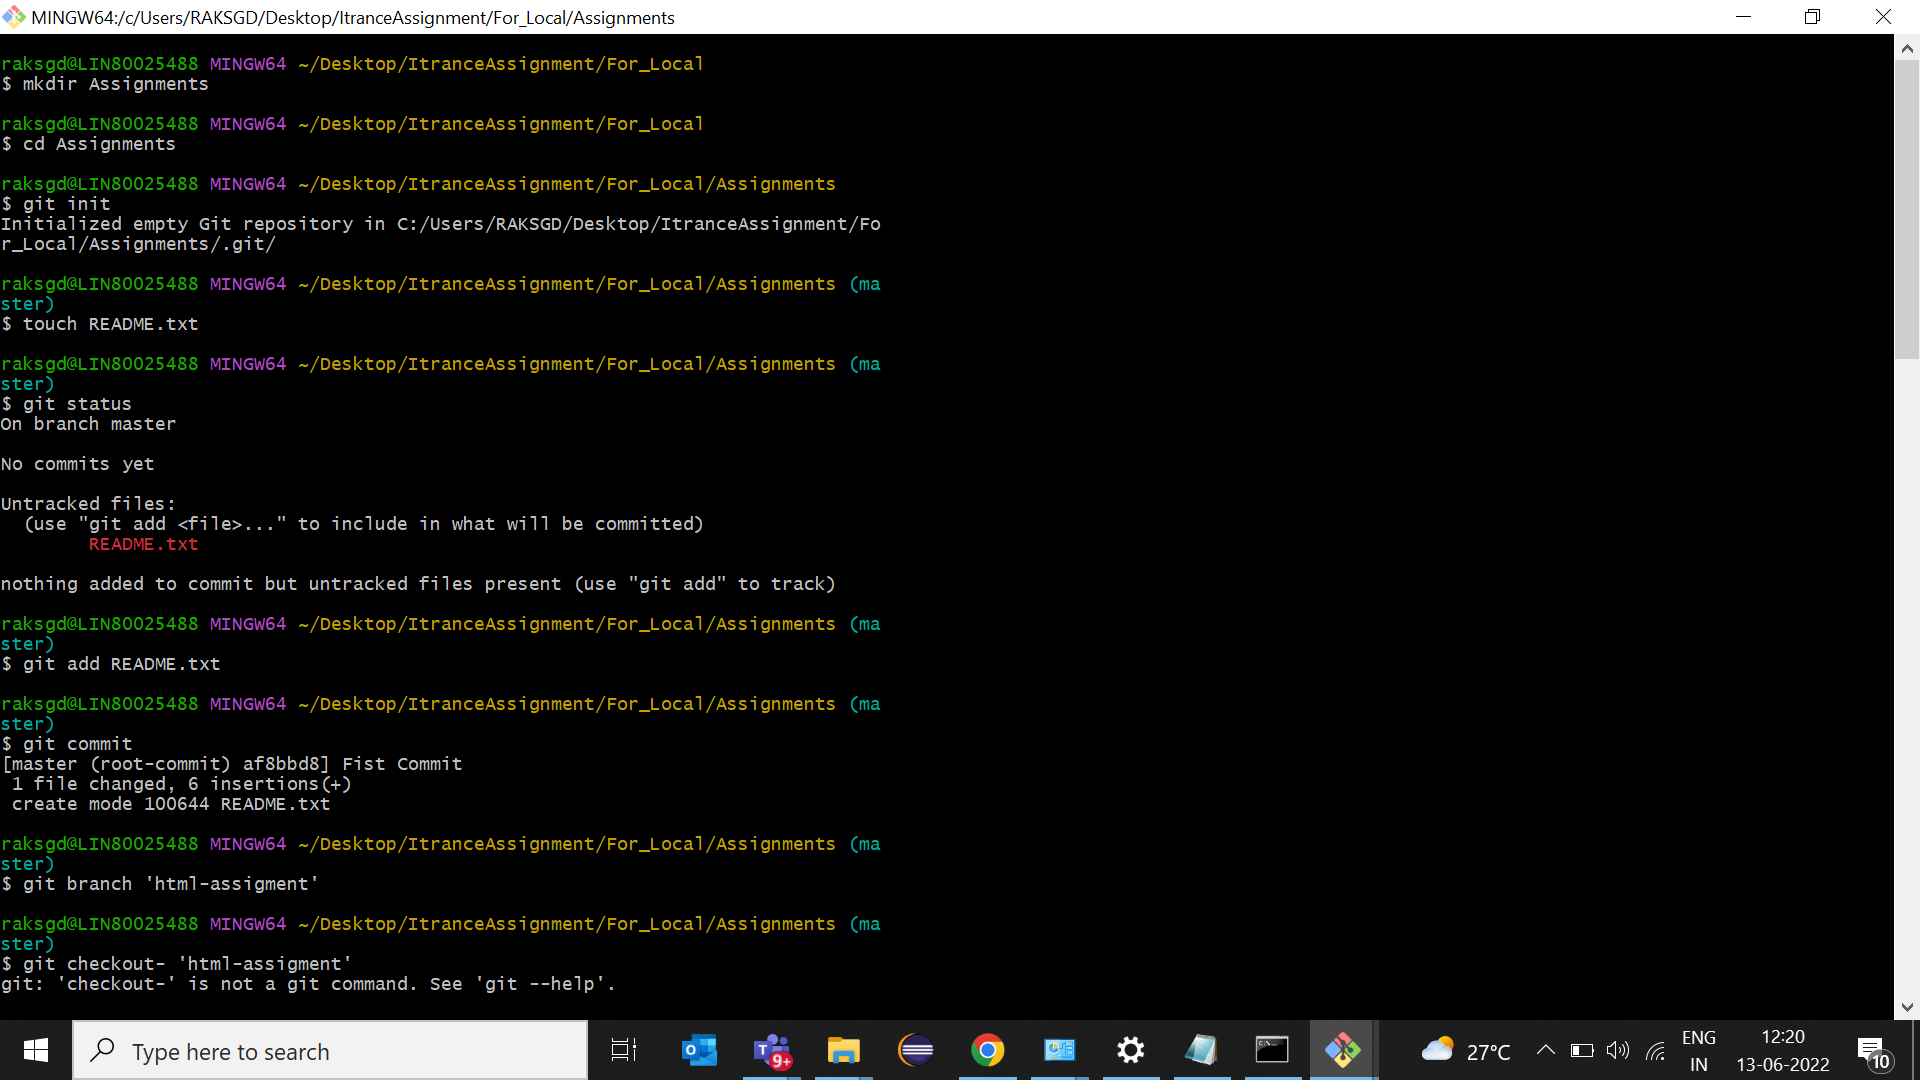 MINGW64:/c/Users/RAKSGD/Desktop/ItranceAssignment/For_Local/Assignments
raksgd@LIN80025488 MINGW64 ~/Desktop/ItranceAssignment/For_Local
$ mkdir Assignments
raksgd@LIN80025488 MINGW64 ~/Desktop/ItranceAssignment/For_Local
$ cd Assignments
raksgd@LIN80025488 MINGW64 ~/Desktop/ItranceAssignment/For_Local/Assignments
$ git init
Initialized empty Git repository in C:/Users/RAKSGD/Desktop/ItranceAssignment/Fo
r_Local/Assignments/.git/
raksgd@LIN80025488 MINGW64 ~/Desktop/ItranceAssignment/For_Local/Assignments (ma
ster)
$ touch README.txt
raksgd@LIN80025488 MINGW64 ~/Desktop/ItranceAssignment/For_Local/Assignments (ma
ster)
$ git status
On branch master
No commits yet
Untracked files:
(use "git add <file>..." to include in what will be committed)
README.txt
nothing added to commit but untracked files present (use "git add" to track)
raksgd@LIN80025488 MINGW64 ~/Desktop/ItranceAssignment/For_Local/Assignments (ma
ster)
$ git add README.txt
raksgd@LIN80025488 MINGW64 ~/Desktop/ItranceAssignment/For_Local/Assignments (ma
ster)
$ git commit
[master (root-commit) af8bbd8] Fist Commit
1 file changed, 6 insertions(+)
create mode 100644 README.txt
raksgd@LIN80025488 MINGW64 ~/Desktop/ItranceAssignment/For_Local/Assignments (ma
ster)
$ git branch 'html-assigment'
raksgd@LIN80025488 MINGW64 ~/Desktop/ItranceAssignment/For_Local/Assignments (ma
ster)
$ git checkout- 'html-assigment'
git: 'checkout-' is not a git command. See 'git --help'.
Type here to search
9+
27°C
ENG
IN
12:20
13-06-2022
10